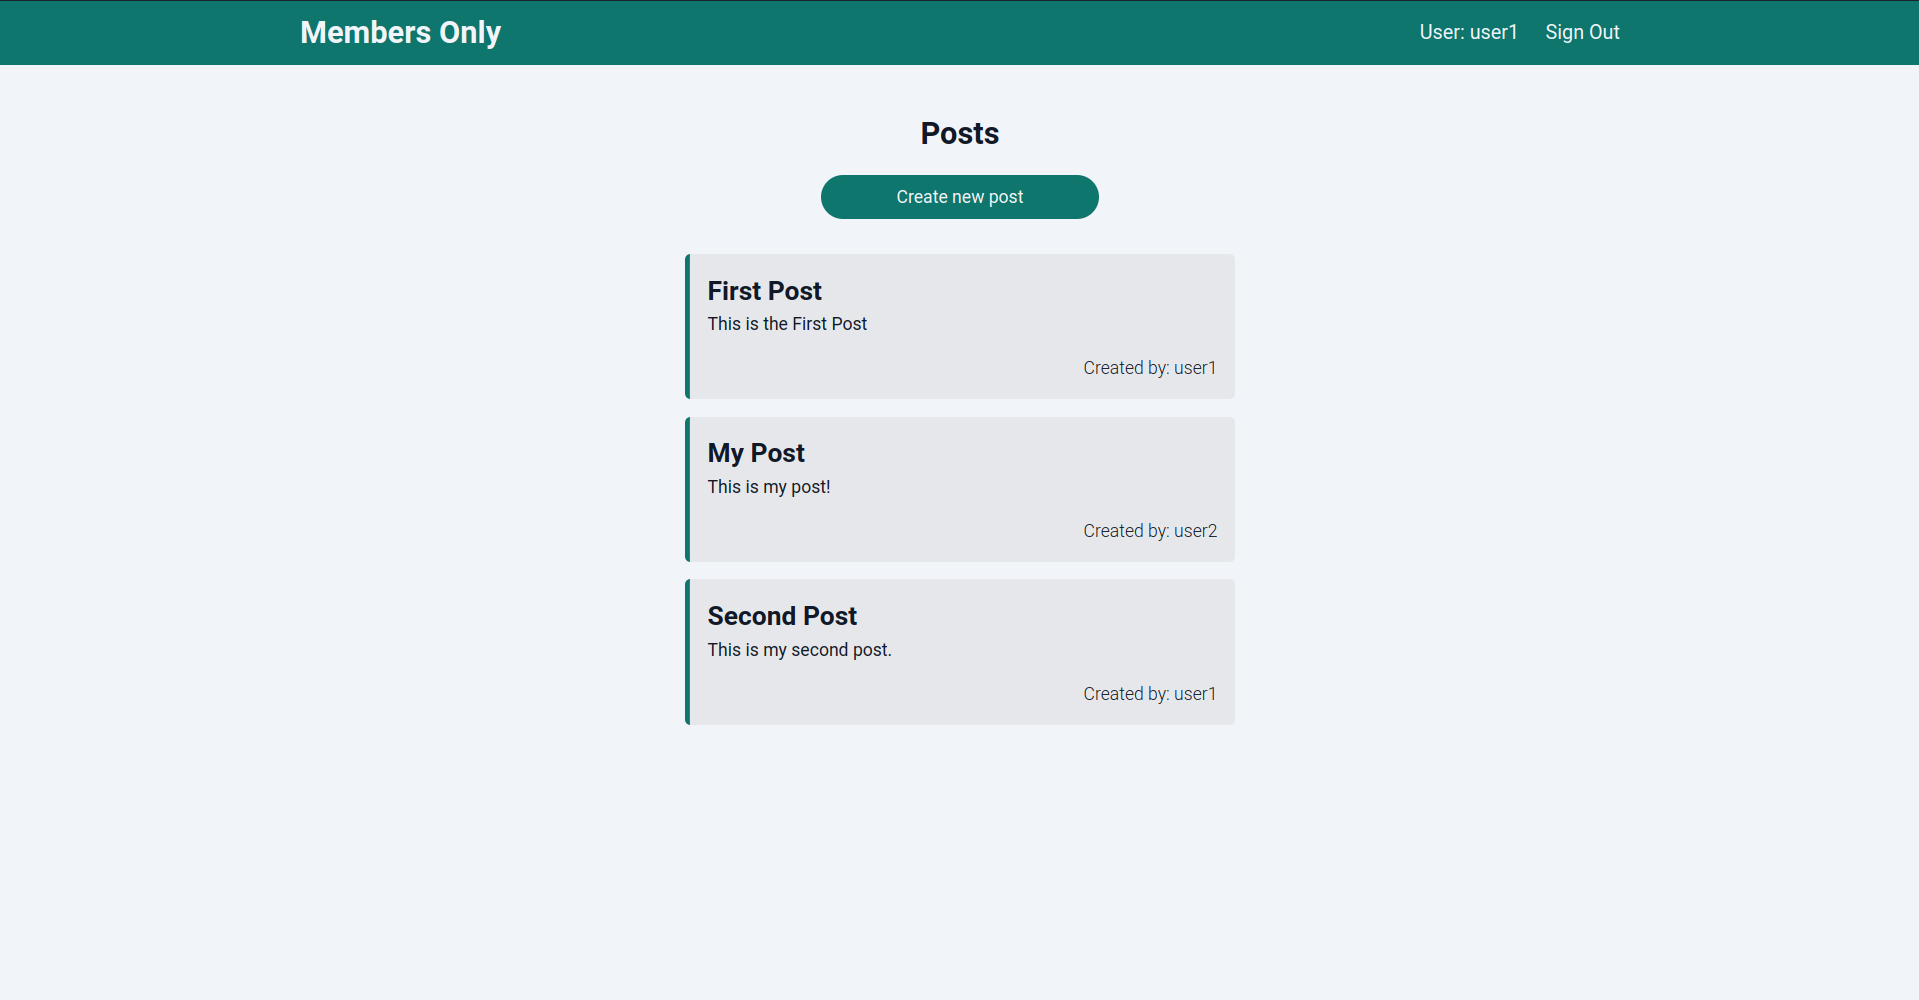 Members Only
User: user1 Sign Out
Posts
Create new post
First Post
This is the First Post
Created by: user1
My Post
This is my post!
Created by: user2
Second Post
This is my second post.
Created by: user1